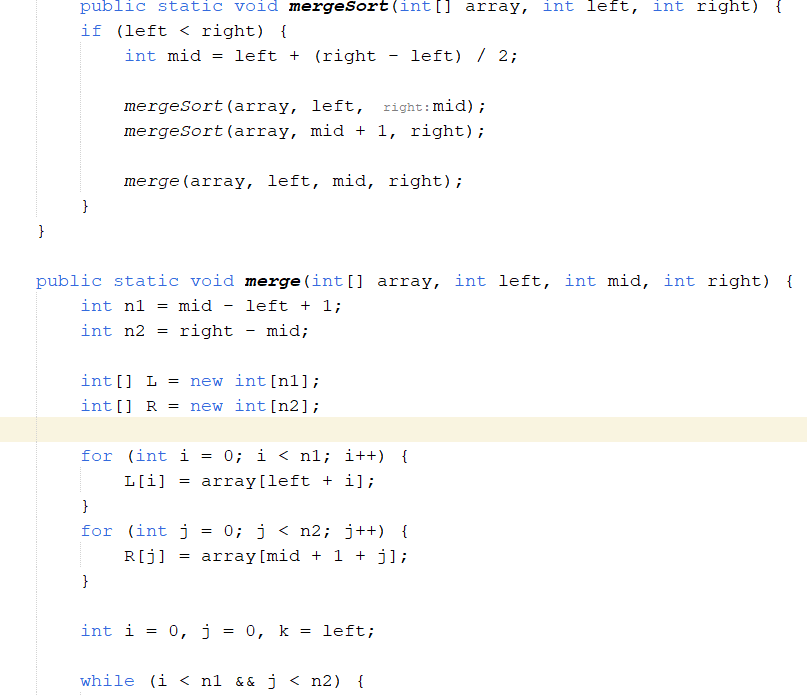 public static void mergeSort(int[] array, int left, int right) {
if (left < right) {
int mid = left + (right - left) / 2;
mergeSort(array, left, right: mid);
mergeSort(array, mid + 1, right);
merge(array, left, mid, right);
}
}
public static void merge(int[] array, int left, int mid, int right) {
int n1 = mid - left + 1;
int n2 = right - mid;
int[] L = new int[n1];
int[] R = new int[n2];
for (int i = 0; i < n1; i++) {
L[i] = array[left + i];
}
for (int j = 0; j < n2; j++) {
R[j] = array[mid + 1 + j];
}
int i = 0, j = 0, k = left;
while (i < n1 && j < n2) {